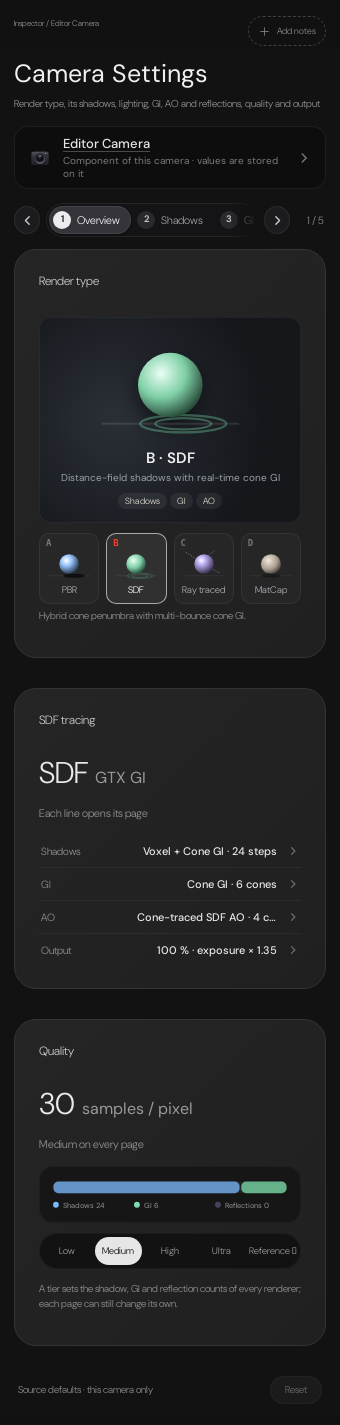 Inspector / Editor Camera
Add notes
Camera Settings
Render type, its shadows, lighting, GI, AO and reflections, quality and output
Editor Camera
Component of this camera · values are stored
on it
1 Overview 2 Shadows 3 GI 1 / 5
Render type
B · SDF
Distance-field shadows with real-time cone GI
Shadows GI AO
A B C D
PBR SDF Ray traced MatCap
Hybrid cone penumbra with multi-bounce cone GI.
SDF tracing
SDF GTX GI
Each line opens its page
Shadows Voxel + Cone GI · 24 steps
GI Cone GI · 6 cones
AO Cone-traced SDF AO · 4 c…
Output 100 % · exposure × 1.35
Quality
30 samples / pixel
Medium on every page
Shadows 24 GI 6 Reflections 0
Low Medium High Ultra Reference
A tier sets the shadow, GI and reflection counts of every renderer;
each page can still change its own.
Source defaults · this camera only Reset